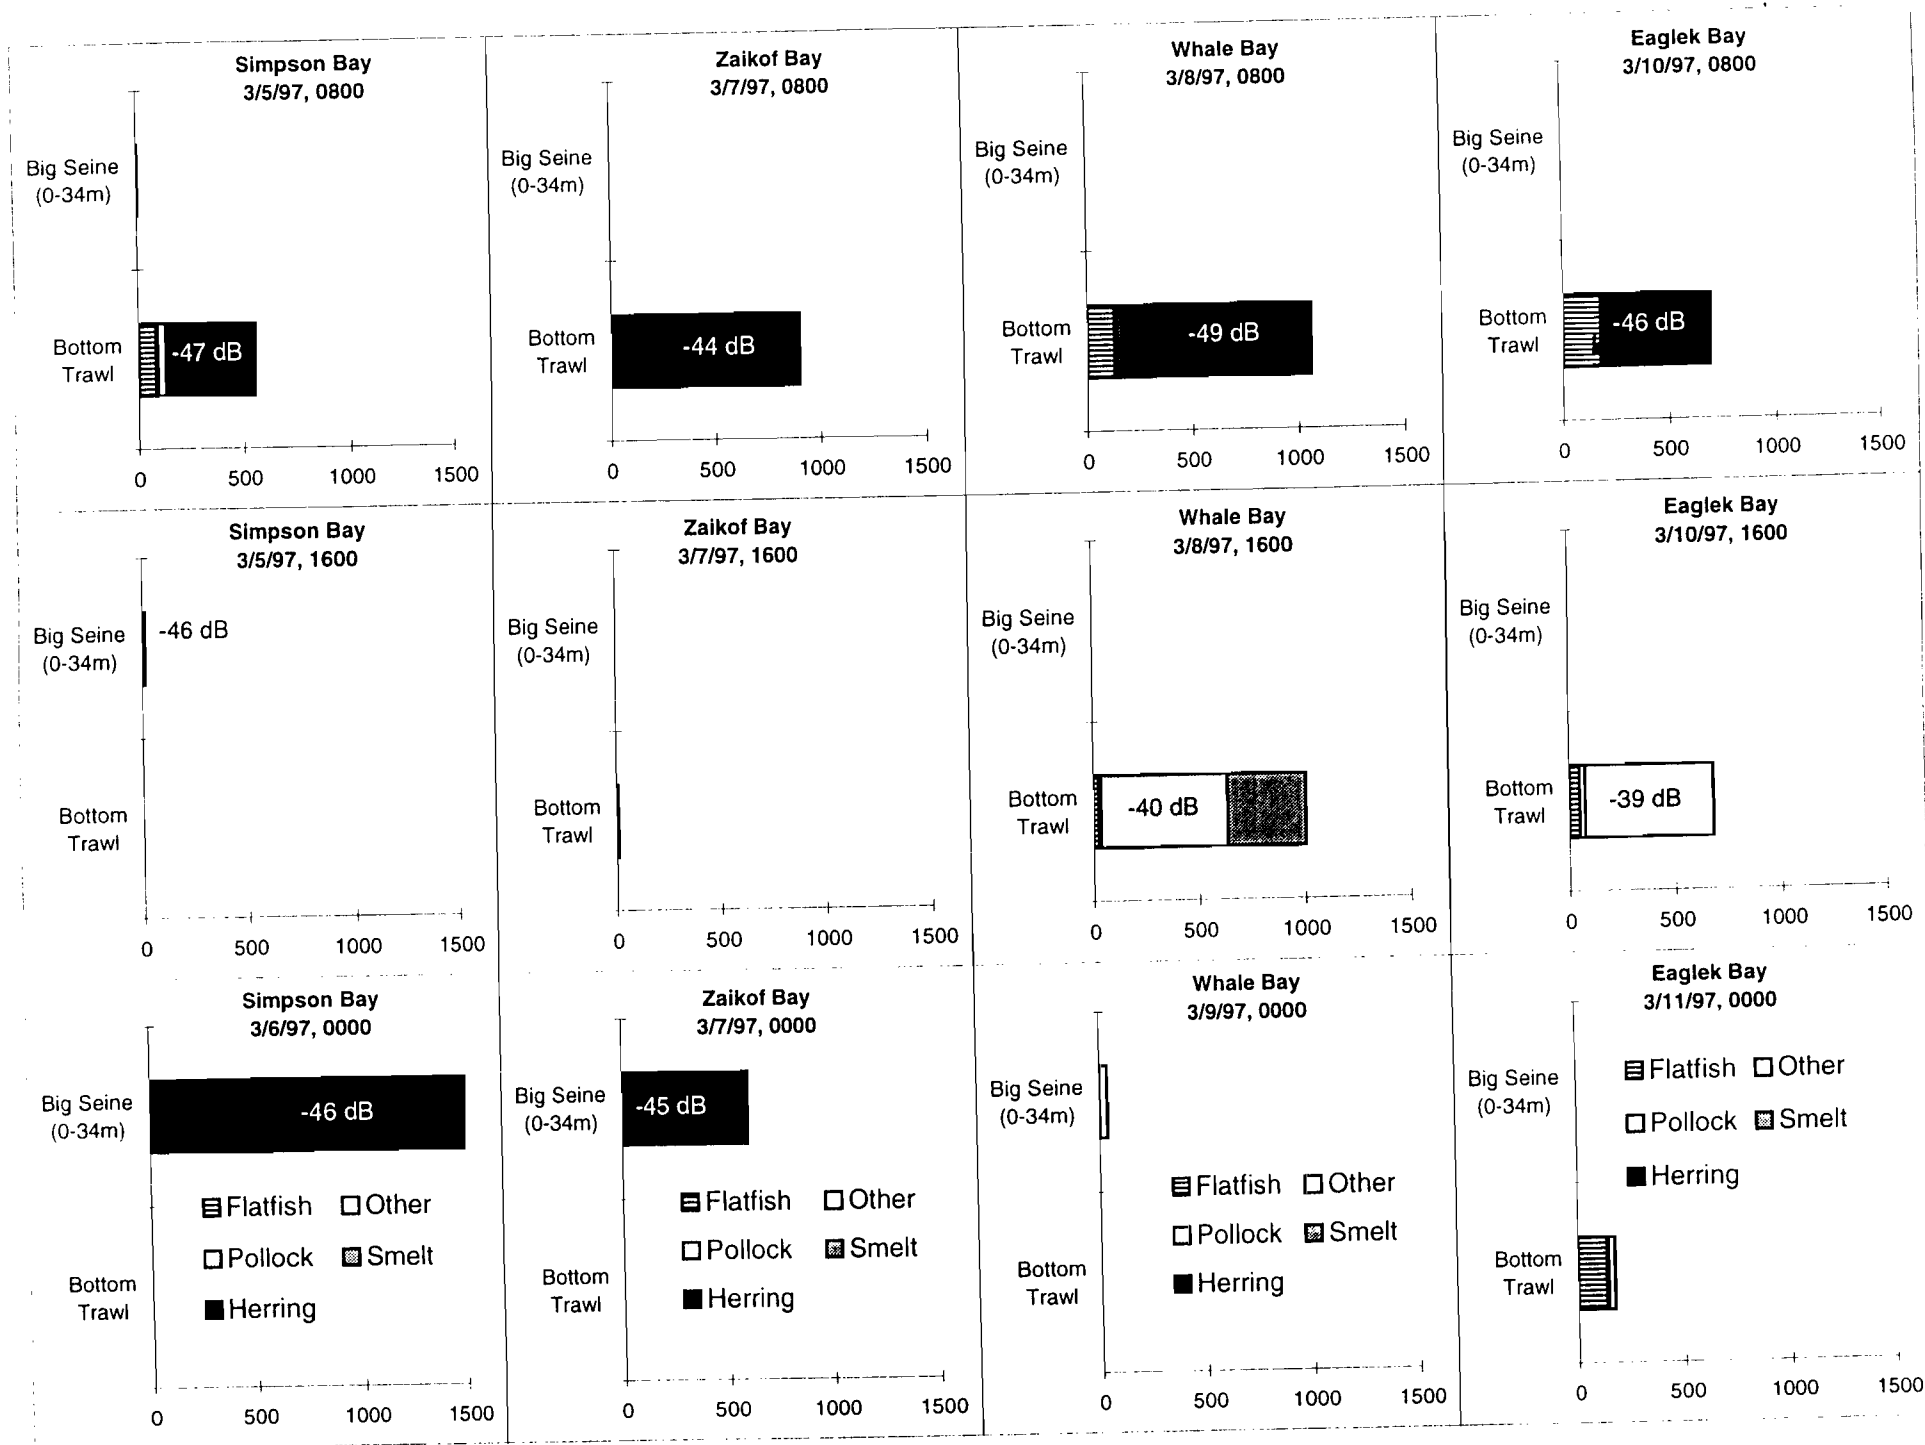 Simpson Bay
3/5/97, 0800
Big Seine
(0-34m)
Bottom
Trawl
-47 dB
0 500 1000 1500
Zaikof Bay
3/7/97, 0800
Big Seine
(0-34m)
Bottom
Trawl
-44 dB
0 500 1000 1500
Whale Bay
3/8/97, 0800
Big Seine
(0-34m)
Bottom
Trawl
-49 dB
0 500 1000 1500
Eaglek Bay
3/10/97, 0800
Big Seine
(0-34m)
Bottom
Trawl
-46 dB
0 500 1000 1500
Simpson Bay
3/5/97, 1600
Big Seine
(0-34m)
-46 dB
Bottom
Trawl
0 500 1000 1500
Zaikof Bay
3/7/97, 1600
Big Seine
(0-34m)
Bottom
Trawl
0 500 1000 1500
Whale Bay
3/8/97, 1600
Big Seine
(0-34m)
Bottom
Trawl
-40 dB
0 500 1000 1500
Eaglek Bay
3/10/97, 1600
Big Seine
(0-34m)
Bottom
Trawl
-39 dB
0 500 1000 1500
Simpson Bay
3/6/97, 0000
Big Seine
(0-34m)
-46 dB
Flatfish Other
Pollock Smelt
Herring
Bottom
Trawl
0 500 1000 1500
Zaikof Bay
3/7/97, 0000
Big Seine
(0-34m)
-45 dB
Flatfish Other
Pollock Smelt
Herring
Bottom
Trawl
0 500 1000 1500
Whale Bay
3/9/97, 0000
Big Seine
(0-34m)
Flatfish Other
Pollock Smelt
Herring
Bottom
Trawl
0 500 1000 1500
Eaglek Bay
3/11/97, 0000
Big Seine
(0-34m)
Flatfish Other
Pollock Smelt
Herring
Bottom
Trawl
0 500 1000 1500